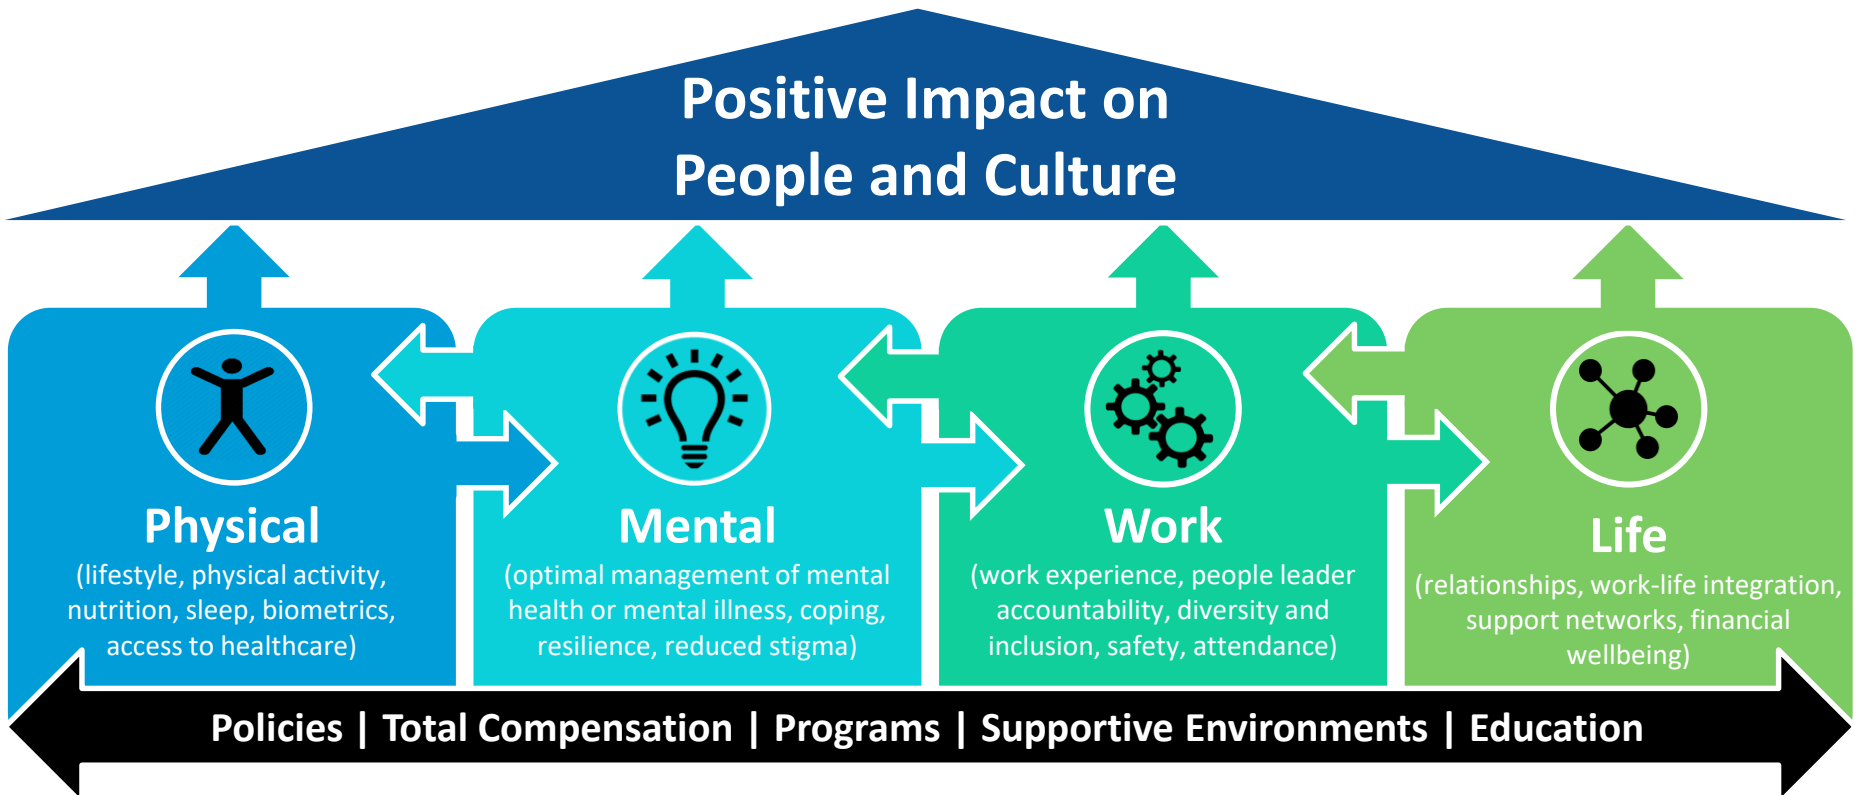 Positive Impact on
People and Culture
Physical
(lifestyle, physical activity,
nutrition, sleep, biometrics,
access to healthcare)
Mental
(optimal management of mental
health or mental illness, coping,
resilience, reduced stigma)
Work
(work experience, people leader
accountability, diversity and
inclusion, safety, attendance)
Life
(relationships, work-life integration,
support networks, financial
wellbeing)
Policies | Total Compensation | Programs | Supportive Environments | Education